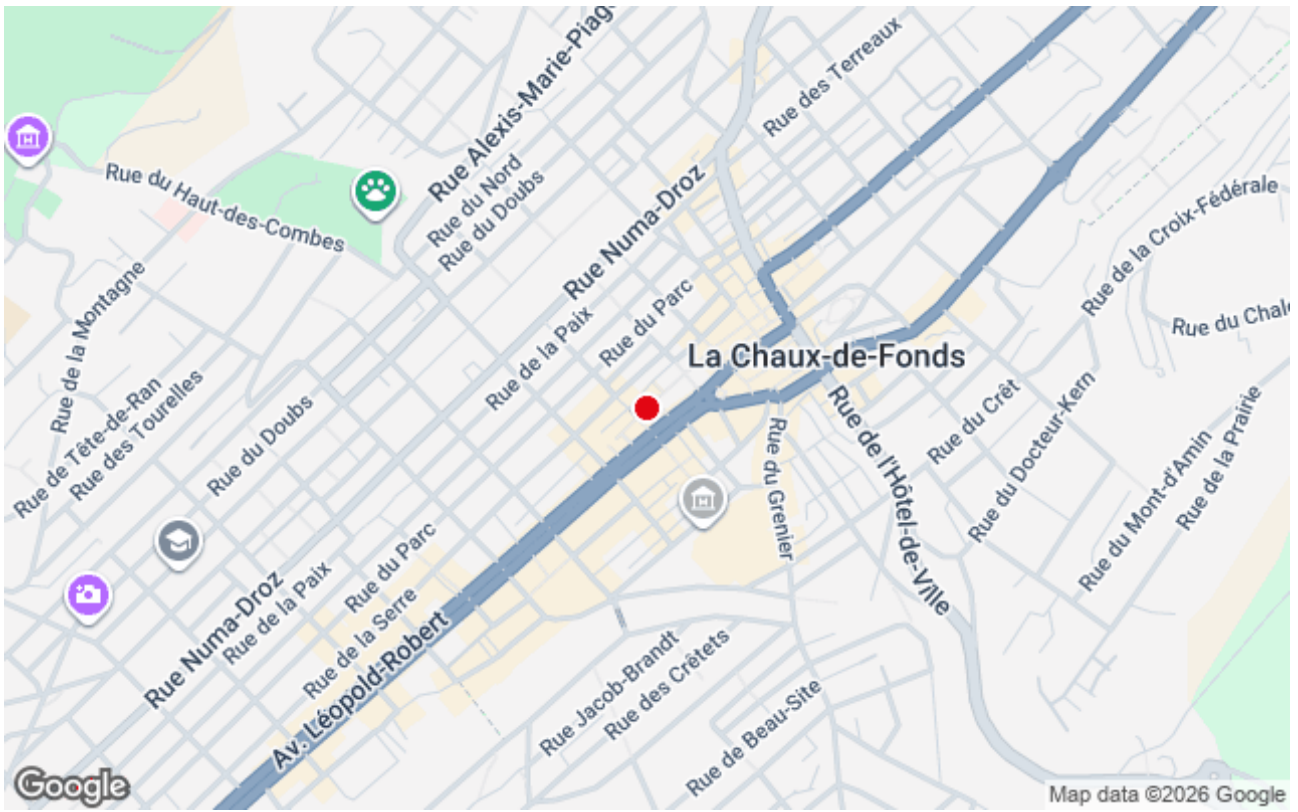 Rue Alexis-Marie-Piag
Rue des Terreaux
Rue du Haut-des-Combes
Rue du Nord
Rue du Doubs
Rue Numa-Droz
Rue de la Croix-Fédérale
Rue de la Montagne
Rue du Parc
Rue de la Paix
Rue du Chale
La Chaux-de-Fonds
Rue de Tête-de-Ran
Rue des Tourelles
Rue du Doubs
Rue du Crêt
Rue du Docteur-Kern
Rue de l'Hôtel-de-Ville
Rue du Grenier
Rue du Mont-d'Amin
Rue de la Prairie
Rue du Parc
Rue de la Paix
Rue Numa-Droz
Rue de la Serre
Av. Léopold-Robert
Rue Jacob-Brandt
Rue des Crêtets
Rue de Beau-Site
Google
Map data ©2026 Google